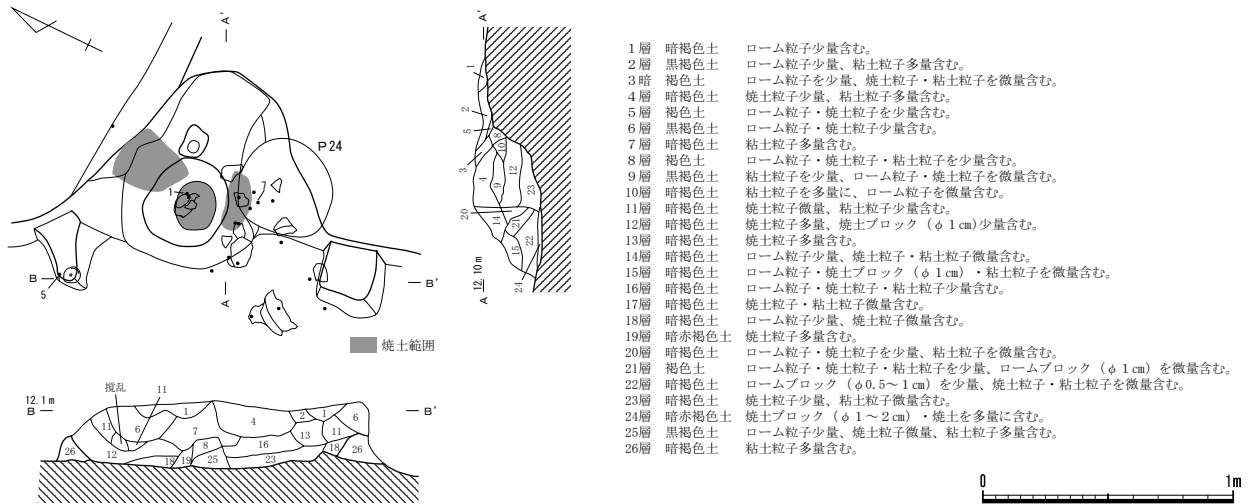 A'
A
P 24
1
7
B
B'
5
A
焼土範囲
A'
1
2
5
8
10
3
4
9
12
23
20
14
21
15
22
24
A 12.10m
12.1m
B
撹乱
11
B'
1
4
2
1
6
11
6
7
13
11
8
16
26
12
18
19
25
23
18
26
1層 暗褐色土 ローム粒子少量含む。
2層 黒褐色土 ローム粒子少量、粘土粒子多量含む。
3暗 褐色土 ローム粒子を少量、焼土粒子・粘土粒子を微量含む。
4層 暗褐色土 焼土粒子少量、粘土粒子多量含む。
5層 褐色土 ローム粒子・焼土粒子を少量含む。
6層 黒褐色土 ローム粒子・焼土粒子少量含む。
7層 暗褐色土 粘土粒子多量含む。
8層 褐色土 ローム粒子・焼土粒子・粘土粒子を少量含む。
9層 黒褐色土 粘土粒子を少量、ローム粒子・焼土粒子を微量含む。
10層 暗褐色土 粘土粒子を多量に、ローム粒子を微量含む。
11層 暗褐色土 焼土粒子微量、粘土粒子少量含む。
12層 暗褐色土 焼土粒子多量、焼土ブロック（φ1㎝)少量含む。
13層 暗褐色土 焼土粒子多量含む。
14層 暗褐色土 ローム粒子少量、焼土粒子・粘土粒子微量含む。
15層 暗褐色土 ローム粒子・焼土ブロック（φ1㎝）・粘土粒子を微量含む。
16層 暗褐色土 ローム粒子・焼土粒子・粘土粒子少量含む。
17層 暗褐色土 焼土粒子・粘土粒子微量含む。
18層 暗褐色土 ローム粒子少量、焼土粒子微量含む。
19層 暗赤褐色土 焼土粒子多量含む。
20層 暗褐色土 ローム粒子・焼土粒子を少量、粘土粒子を微量含む。
21層 褐色土 ローム粒子・焼土粒子・粘土粒子を少量、ロームブロック（φ1㎝）を微量含む。
22層 暗褐色土 ロームブロック（φ0.5～1㎝）を少量、焼土粒子・粘土粒子を微量含む。
23層 暗褐色土 焼土粒子少量、粘土粒子微量含む。
24層 暗赤褐色土 焼土ブロック（φ1～2㎝）・焼土を多量に含む。
25層 黒褐色土 ローム粒子少量、焼土粒子微量、粘土粒子多量含む。
26層 暗褐色土 粘土粒子多量含む。
0 1m